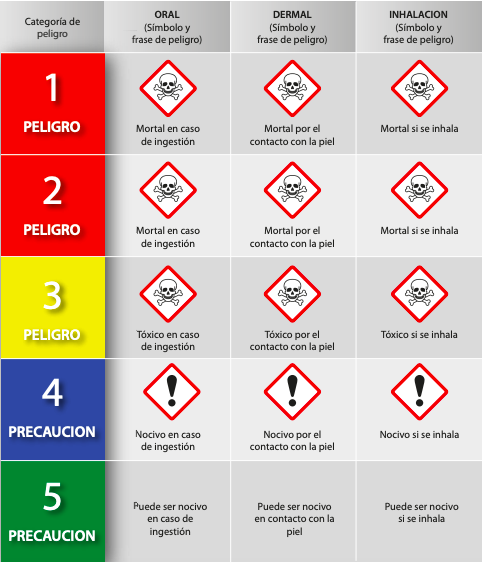 Categoría de
peligro
ORAL
(Símbolo y
frase de peligro)
DERMAL
(Símbolo y
frase de peligro)
INHALACION
(Símbolo y
frase de peligro)
1
PELIGRO
Mortal en caso
de ingestión
Mortal por el
contacto con la piel
Mortal si se inhala
2
PELIGRO
Mortal en caso
de ingestión
Mortal por el
contacto con la piel
Mortal si se inhala
3
PELIGRO
Tóxico en caso
de ingestión
Tóxico por el
contacto con la piel
Tóxico si se inhala
4
PRECAUCION
Nocivo en caso
de ingestión
Nocivo por el
contacto con la piel
Nocivo si se inhala
5
PRECAUCION
Puede ser nocivo
en caso de
ingestión
Puede ser nocivo
en contacto con la
piel
Puede ser nocivo
si se inhala